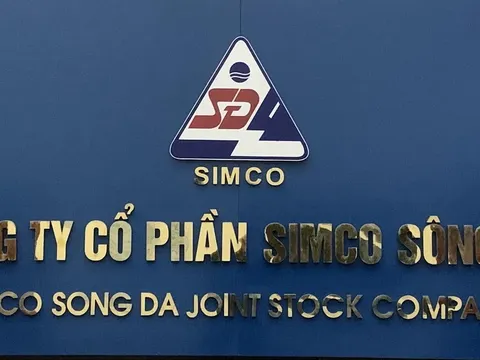 SD
SIMCO
G TY CỔ PHẦN SIMCO SÔNG
CO SONG DA JOINT STOCK COMPA